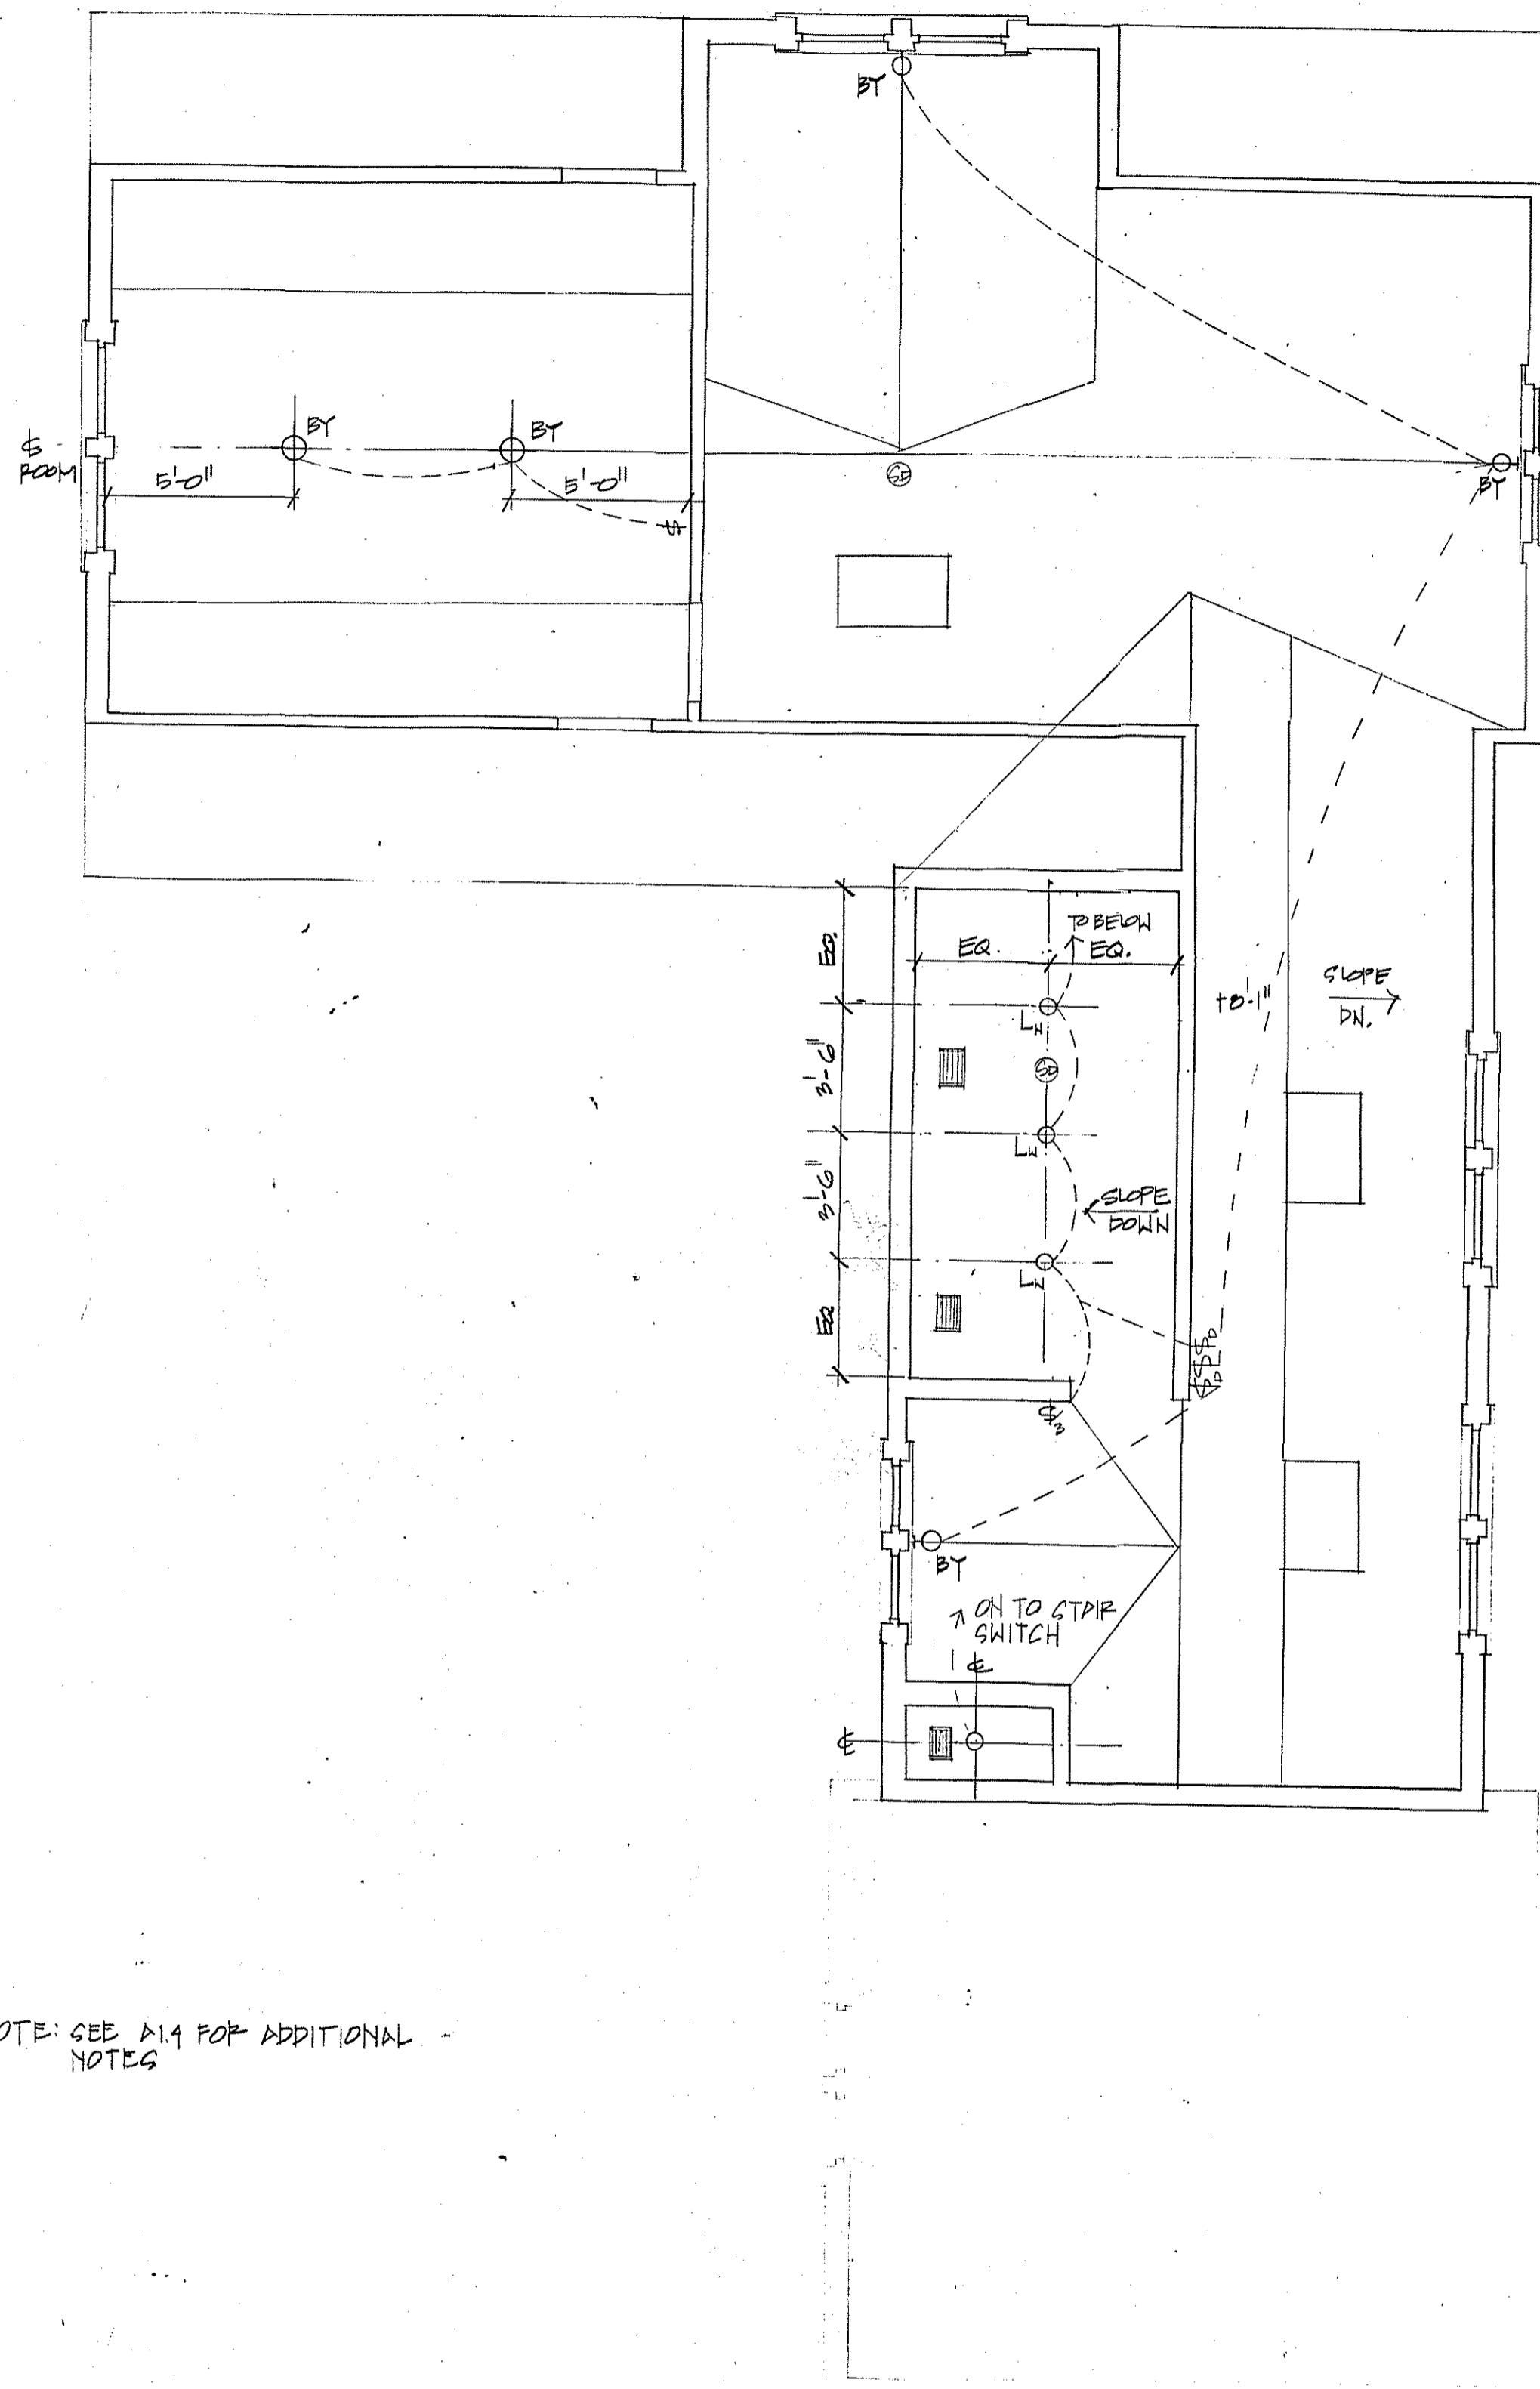 BY
BY
BY
℄
ROOM
5'-0"
5'-0"
$
SD
BY
TO BELOW
EQ.
EQ.
EQ.
LW
+8'-1"
SLOPE
DN.
3'-6"
SD
LW
3'-6"
SLOPE
DOWN
LW
EQ
$D
$
$D
$3
BY
ON TO STAIR
SWITCH
℄
℄
OTE: SEE A1.4 FOR ADDITIONAL
NOTES